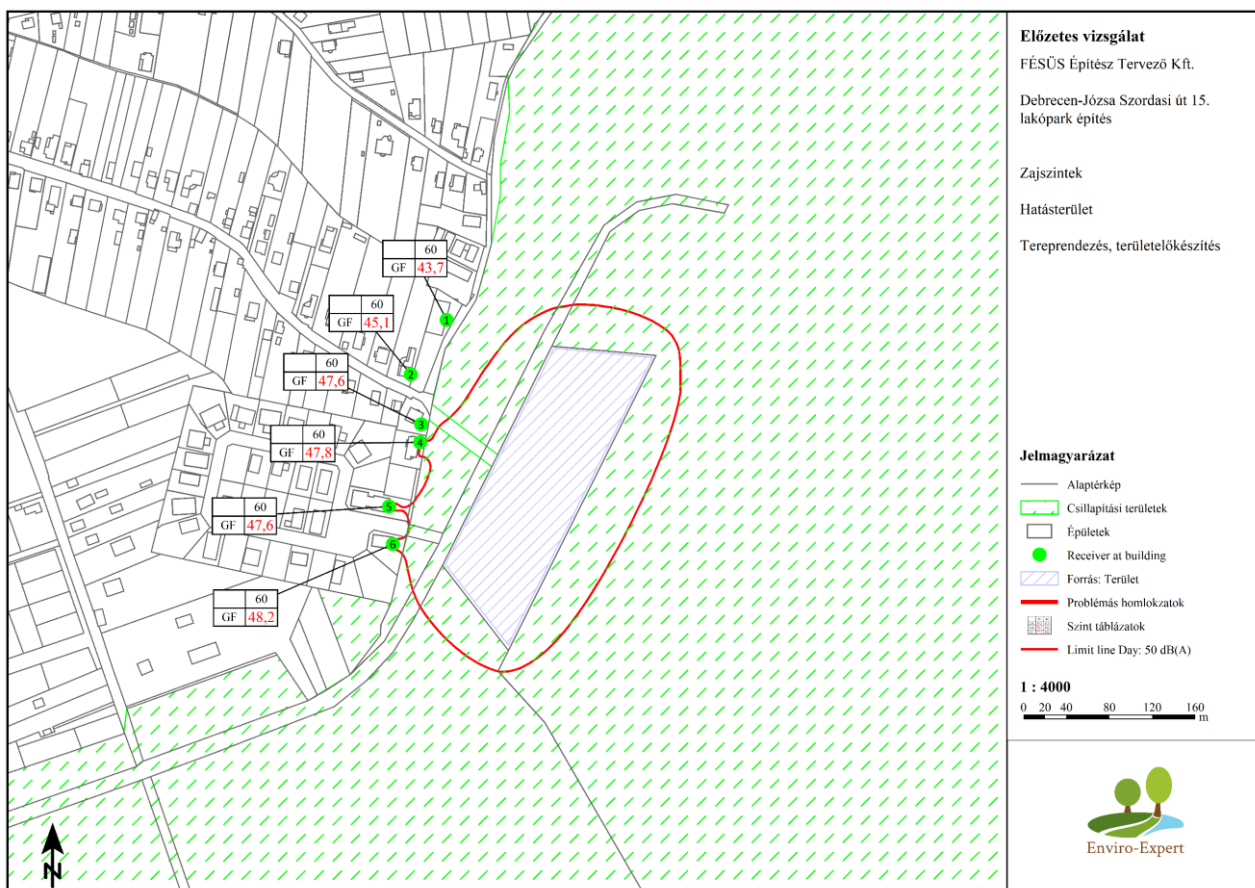 Előzetes vizsgálat
FÉSÜS Építész Tervező Kft.
Debrecen-Józsa Szordasi út 15.
lakópark építés
Zajszintek
Hatásterület
Tereprendezés, területelőkészítés
60
GF 43,7
1
60
GF 45,1
2
60
GF 47,6
3
60
GF 47,8
4
60
GF 47,6
5
60
GF 48,2
6
Jelmagyarázat
Alaptérkép
Csillapítási területek
Épületek
Receiver at building
Forrás: Terület
Problémás homlokzatok
Szint táblázatok
Limit line Day: 50 dB(A)
1 : 4000
0 20 40 80 120 160
m
N
Enviro-Expert